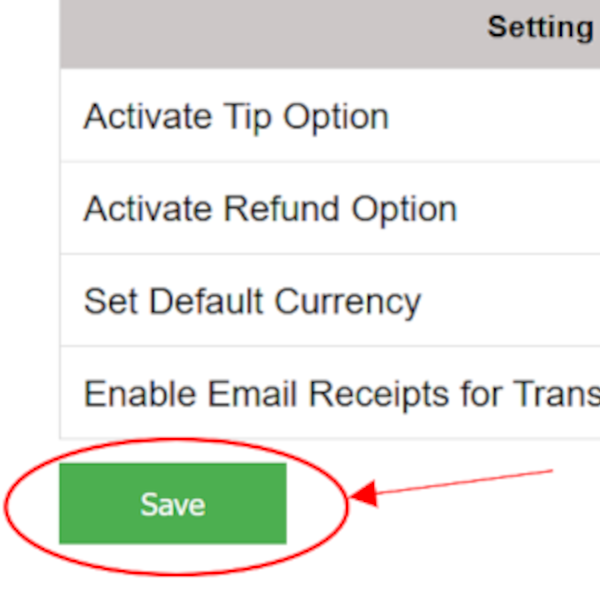 Setting
Activate Tip Option
Activate Refund Option
Set Default Currency
Enable Email Receipts for Trans
Save